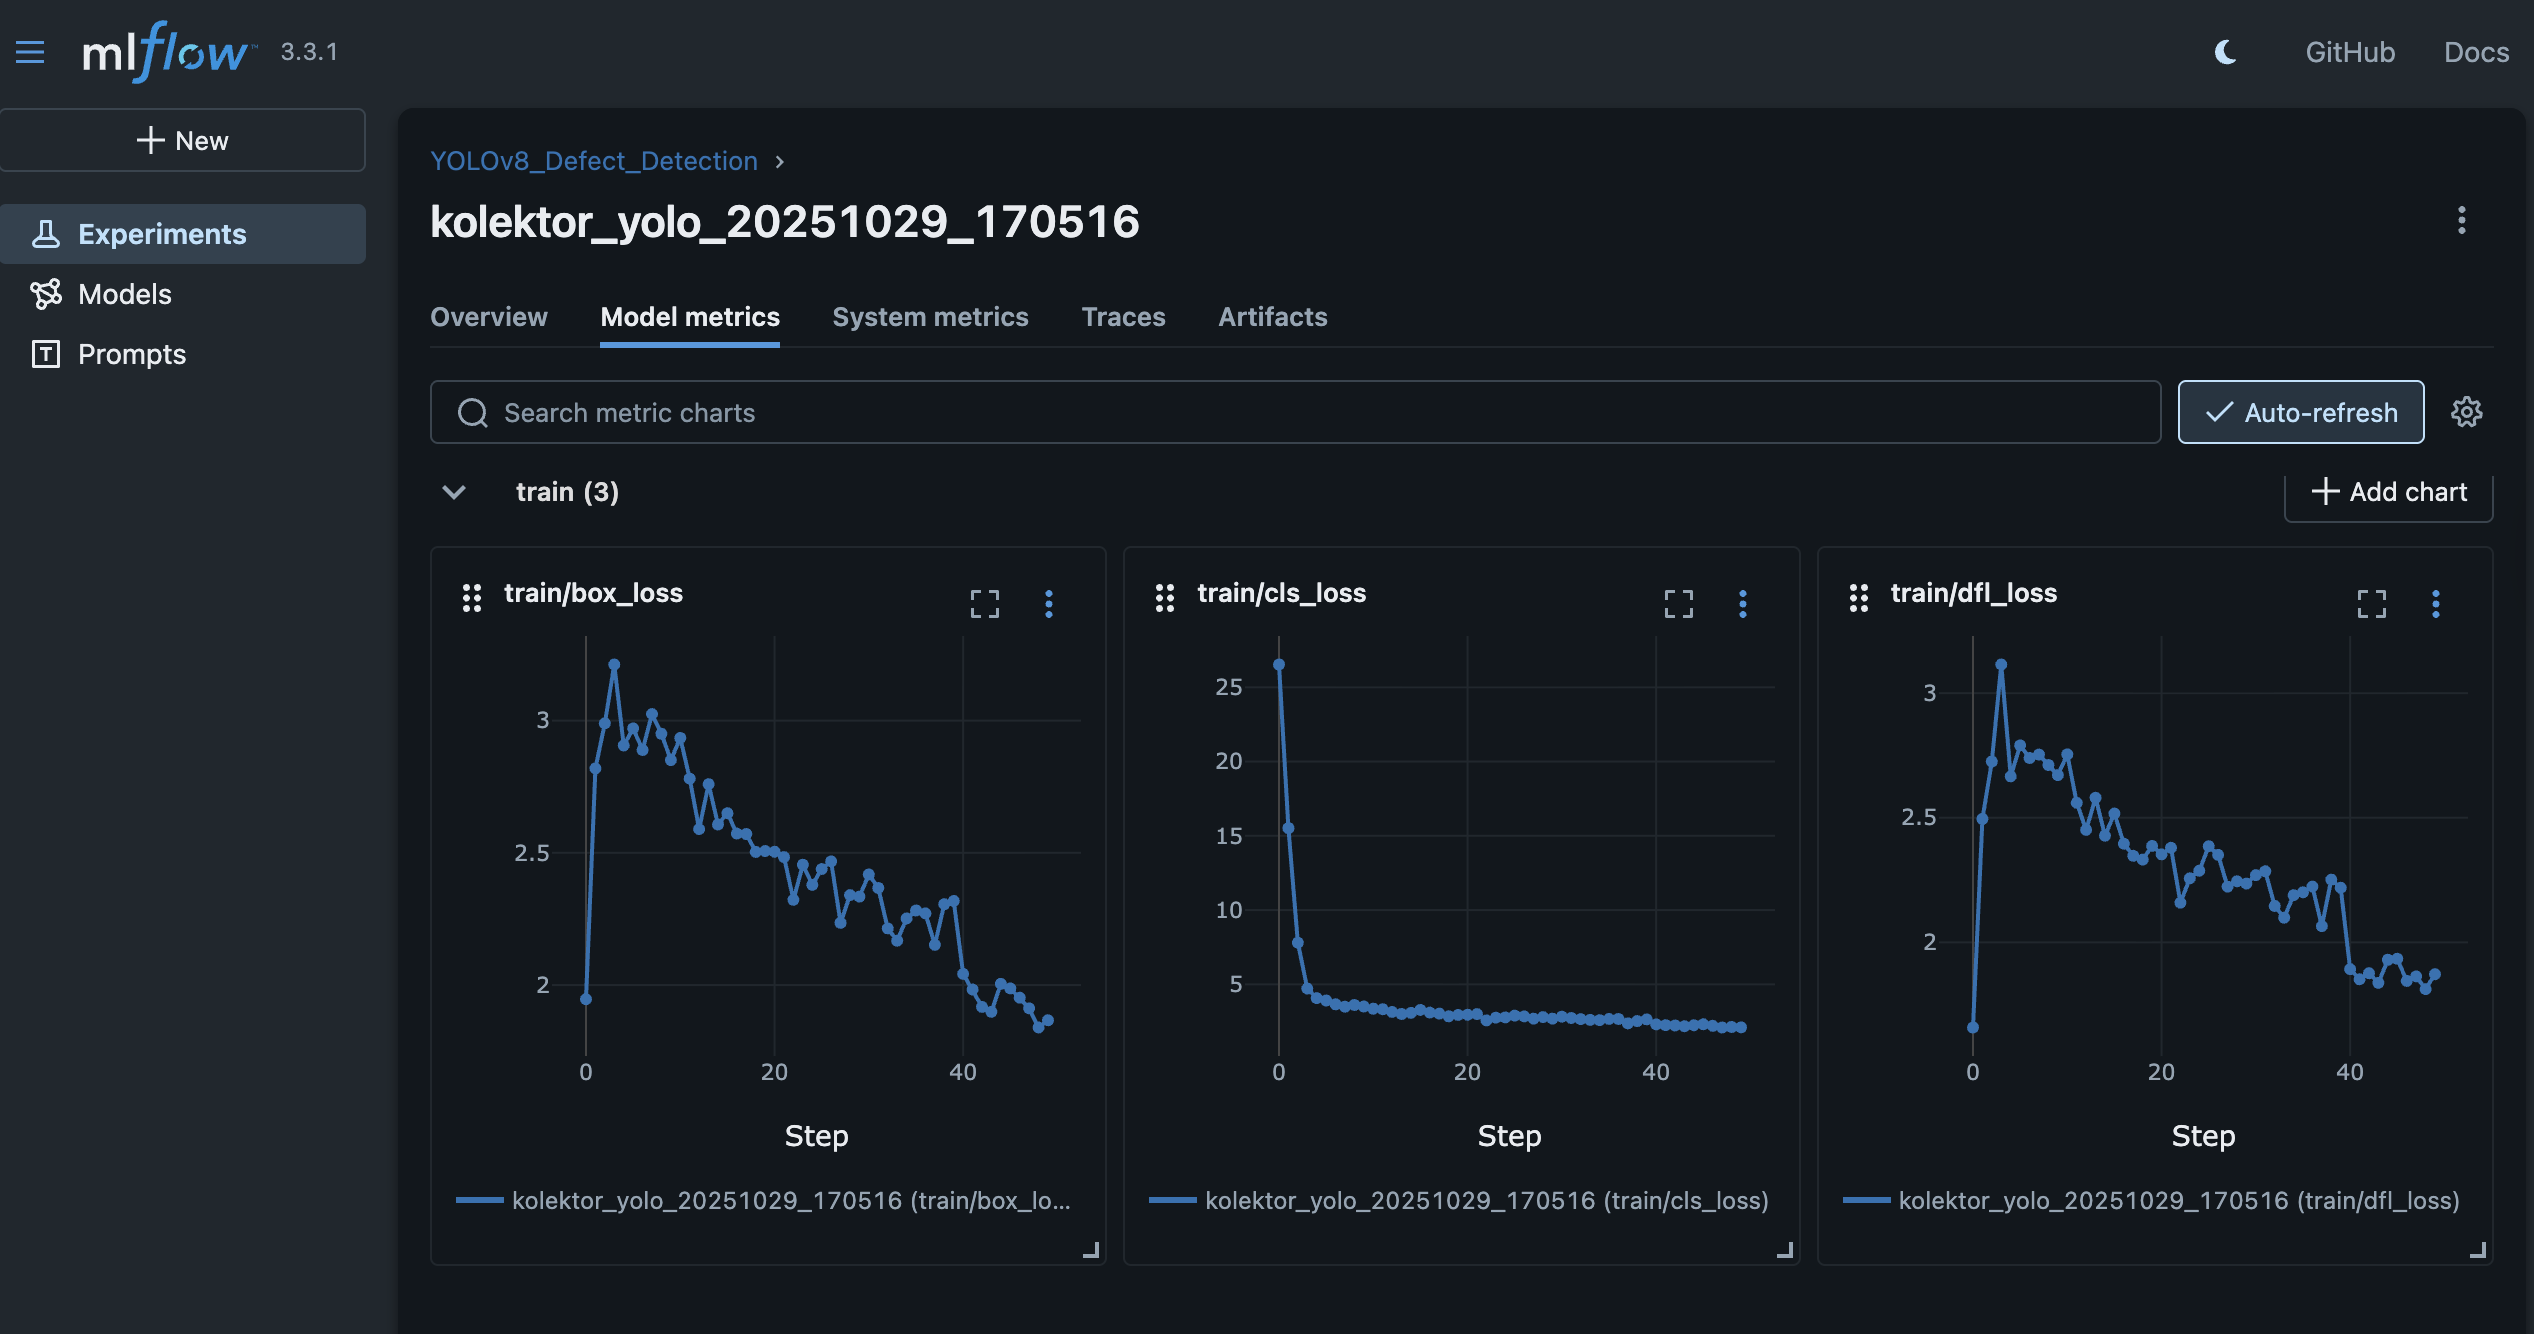 mlflow™ 3.3.1
GitHub
Docs
New
Experiments
Models
Prompts
YOLOv8_Defect_Detection
kolektor_yolo_20251029_170516
Overview
Model metrics
System metrics
Traces
Artifacts
Search metric charts
Auto-refresh
train (3)
Add chart
train/box_loss
3
2.5
2
0
20
40
Step
kolektor_yolo_20251029_170516 (train/box_lo...
train/cls_loss
25
20
15
10
5
0
20
40
Step
kolektor_yolo_20251029_170516 (train/cls_loss)
train/dfl_loss
3
2.5
2
0
20
40
Step
kolektor_yolo_20251029_170516 (train/dfl_loss)